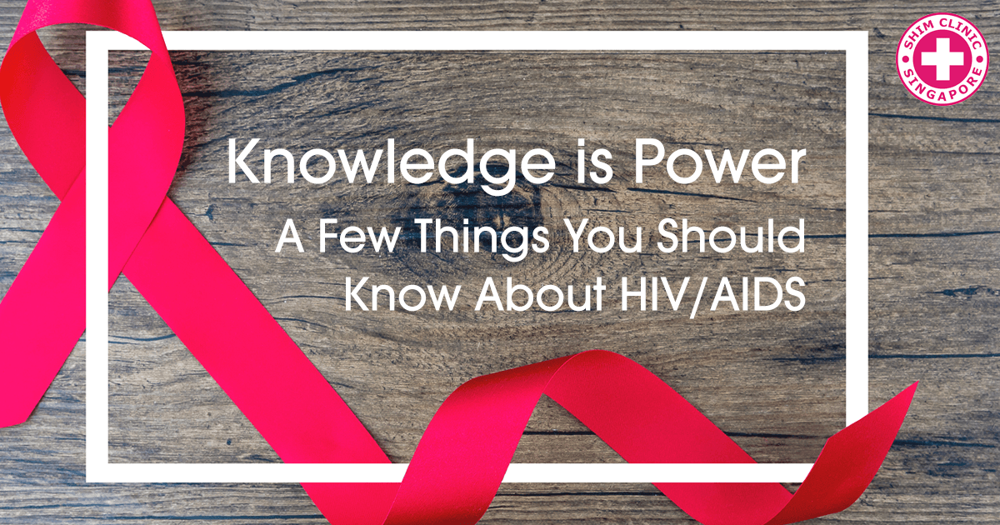 SHIM CLINIC
SINGAPORE
Knowledge is Power
A Few Things You Should
Know About HIV/AIDS